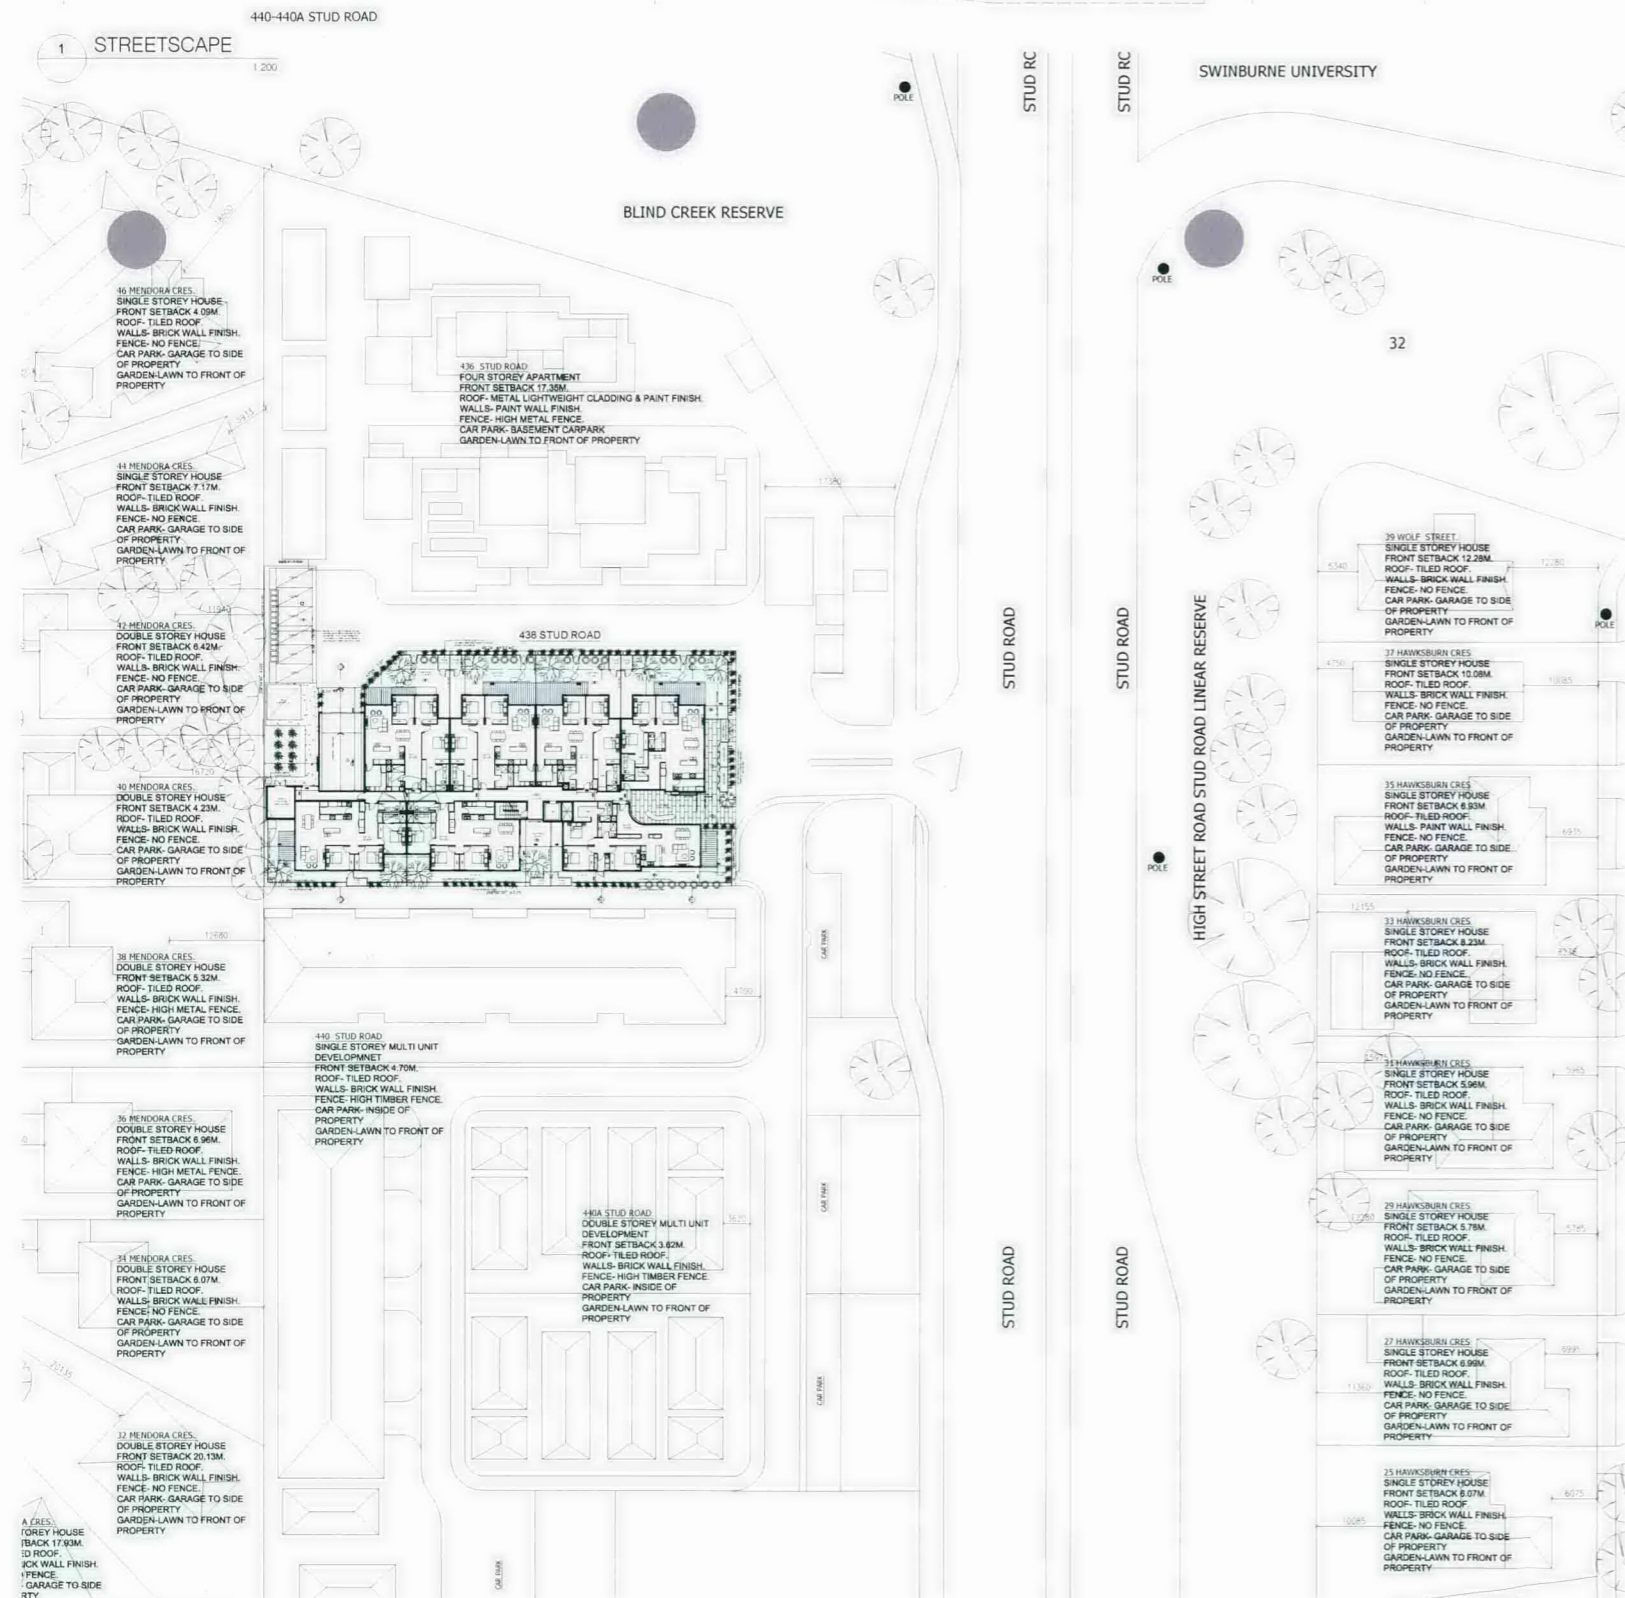 440-440A STUD ROAD
1 STREETSCAPE
1:200
STUD RO
STUD RO
SWINBURNE UNIVERSITY
POLE
BLIND CREEK RESERVE
POLE
32
46 MENDORA CRES.
SINGLE STOREY HOUSE
FRONT SETBACK 4.09M.
ROOF- TILED ROOF.
WALLS- BRICK WALL FINISH.
FENCE- NO FENCE.
CAR PARK- GARAGE TO SIDE
OF PROPERTY
GARDEN-LAWN TO FRONT OF
PROPERTY
436 STUD ROAD
FOUR STOREY APARTMENT
FRONT SETBACK 17.35M.
ROOF- METAL LIGHTWEIGHT CLADDING & PAINT FINISH.
WALLS- PAINT WALL FINISH.
FENCE- HIGH METAL FENCE.
CAR PARK- BASEMENT CARPARK
GARDEN-LAWN TO FRONT OF PROPERTY
44 MENDORA CRES.
SINGLE STOREY HOUSE
FRONT SETBACK 7.17M.
ROOF- TILED ROOF.
WALLS- BRICK WALL FINISH.
FENCE- NO FENCE.
CAR PARK- GARAGE TO SIDE
OF PROPERTY
GARDEN-LAWN TO FRONT OF
PROPERTY
39 WOLF STREET.
SINGLE STOREY HOUSE
FRONT SETBACK 12.28M.
ROOF- TILED ROOF.
WALLS- BRICK WALL FINISH.
FENCE- NO FENCE.
CAR PARK- GARAGE TO SIDE
OF PROPERTY
GARDEN-LAWN TO FRONT OF
PROPERTY
5340
12280
POLE
11940
42 MENDORA CRES.
DOUBLE STOREY HOUSE
FRONT SETBACK 6.42M.
ROOF- TILED ROOF.
WALLS- BRICK WALL FINISH.
FENCE- NO FENCE.
CAR PARK- GARAGE TO SIDE
OF PROPERTY
GARDEN-LAWN TO FRONT OF
PROPERTY
438 STUD ROAD
STUD ROAD
STUD ROAD
HIGH STREET ROAD STUD ROAD LINEAR RESERVE
37 HAWKSBURN CRES
SINGLE STOREY HOUSE
FRONT SETBACK 10.08M.
ROOF- TILED ROOF.
WALLS- BRICK WALL FINISH.
FENCE- NO FENCE.
CAR PARK- GARAGE TO SIDE
OF PROPERTY
GARDEN-LAWN TO FRONT OF
PROPERTY
4750
10085
16720
40 MENDORA CRES.
DOUBLE STOREY HOUSE
FRONT SETBACK 4.23M.
ROOF- TILED ROOF.
WALLS- BRICK WALL FINISH.
FENCE- NO FENCE.
CAR PARK- GARAGE TO SIDE
OF PROPERTY
GARDEN-LAWN TO FRONT OF
PROPERTY
35 HAWKSBURN CRES
SINGLE STOREY HOUSE
FRONT SETBACK 6.93M.
ROOF- TILED ROOF.
WALLS- PAINT WALL FINISH.
FENCE- NO FENCE.
CAR PARK- GARAGE TO SIDE
OF PROPERTY
GARDEN-LAWN TO FRONT OF
PROPERTY
POLE
12155
12680
CAR PARK
33 HAWKSBURN CRES
SINGLE STOREY HOUSE
FRONT SETBACK 8.23M.
ROOF- TILED ROOF.
WALLS- BRICK WALL FINISH.
FENCE- NO FENCE.
CAR PARK- GARAGE TO SIDE
OF PROPERTY
GARDEN-LAWN TO FRONT OF
PROPERTY
38 MENDORA CRES.
DOUBLE STOREY HOUSE
FRONT SETBACK 5.32M.
ROOF- TILED ROOF.
WALLS- BRICK WALL FINISH.
FENCE- HIGH METAL FENCE.
CAR PARK- GARAGE TO SIDE
OF PROPERTY
GARDEN-LAWN TO FRONT OF
PROPERTY
440 STUD ROAD
SINGLE STOREY MULTI UNIT
DEVELOPMNET
FRONT SETBACK 4.70M.
ROOF- TILED ROOF.
WALLS- BRICK WALL FINISH.
FENCE- HIGH TIMBER FENCE.
CAR PARK- INSIDE OF
PROPERTY
GARDEN-LAWN TO FRONT OF
PROPERTY
31 HAWKSBURN CRES
SINGLE STOREY HOUSE
FRONT SETBACK 5.96M.
ROOF- TILED ROOF.
WALLS- BRICK WALL FINISH.
FENCE- NO FENCE.
CAR PARK- GARAGE TO SIDE
OF PROPERTY
GARDEN-LAWN TO FRONT OF
PROPERTY
5965
36 MENDORA CRES.
DOUBLE STOREY HOUSE
FRONT SETBACK 6.96M.
ROOF- TILED ROOF.
WALLS- BRICK WALL FINISH.
FENCE- HIGH METAL FENCE.
CAR PARK- GARAGE TO SIDE
OF PROPERTY
GARDEN-LAWN TO FRONT OF
PROPERTY
CAR PARK
440A STUD ROAD
DOUBLE STOREY MULTI UNIT
DEVELOPMENT
FRONT SETBACK 3.62M.
ROOF- TILED ROOF.
WALLS- BRICK WALL FINISH.
FENCE- HIGH TIMBER FENCE.
CAR PARK- INSIDE OF
PROPERTY
GARDEN-LAWN TO FRONT OF
PROPERTY
STUD ROAD
STUD ROAD
29 HAWKSBURN CRES
SINGLE STOREY HOUSE
FRONT SETBACK 5.78M.
ROOF- TILED ROOF.
WALLS- BRICK WALL FINISH.
FENCE- NO FENCE.
CAR PARK- GARAGE TO SIDE
OF PROPERTY
GARDEN-LAWN TO FRONT OF
PROPERTY
5785
34 MENDORA CRES.
DOUBLE STOREY HOUSE
FRONT SETBACK 6.07M.
ROOF- TILED ROOF.
WALLS- BRICK WALL FINISH.
FENCE- NO FENCE.
CAR PARK- GARAGE TO SIDE
OF PROPERTY
GARDEN-LAWN TO FRONT OF
PROPERTY
CAR PARK
27 HAWKSBURN CRES
SINGLE STOREY HOUSE
FRONT SETBACK 6.99M.
ROOF- TILED ROOF.
WALLS- BRICK WALL FINISH.
FENCE- NO FENCE.
CAR PARK- GARAGE TO SIDE
OF PROPERTY
GARDEN-LAWN TO FRONT OF
PROPERTY
11360
32 MENDORA CRES.
DOUBLE STOREY HOUSE
FRONT SETBACK 20.13M.
ROOF- TILED ROOF.
WALLS- BRICK WALL FINISH.
FENCE- NO FENCE.
CAR PARK- GARAGE TO SIDE
OF PROPERTY
GARDEN-LAWN TO FRONT OF
PROPERTY
25 HAWKSBURN CRES
SINGLE STOREY HOUSE
FRONT SETBACK 6.07M.
ROOF- TILED ROOF.
WALLS- BRICK WALL FINISH.
FENCE- NO FENCE.
CAR PARK- GARAGE TO SIDE
OF PROPERTY
GARDEN-LAWN TO FRONT OF
PROPERTY
6075
10085
A CRES.
TOREY HOUSE
TBACK 17.93M.
ED ROOF.
ICK WALL FINISH.
FENCE.
- GARAGE TO SIDE
RTY
CAR PARK